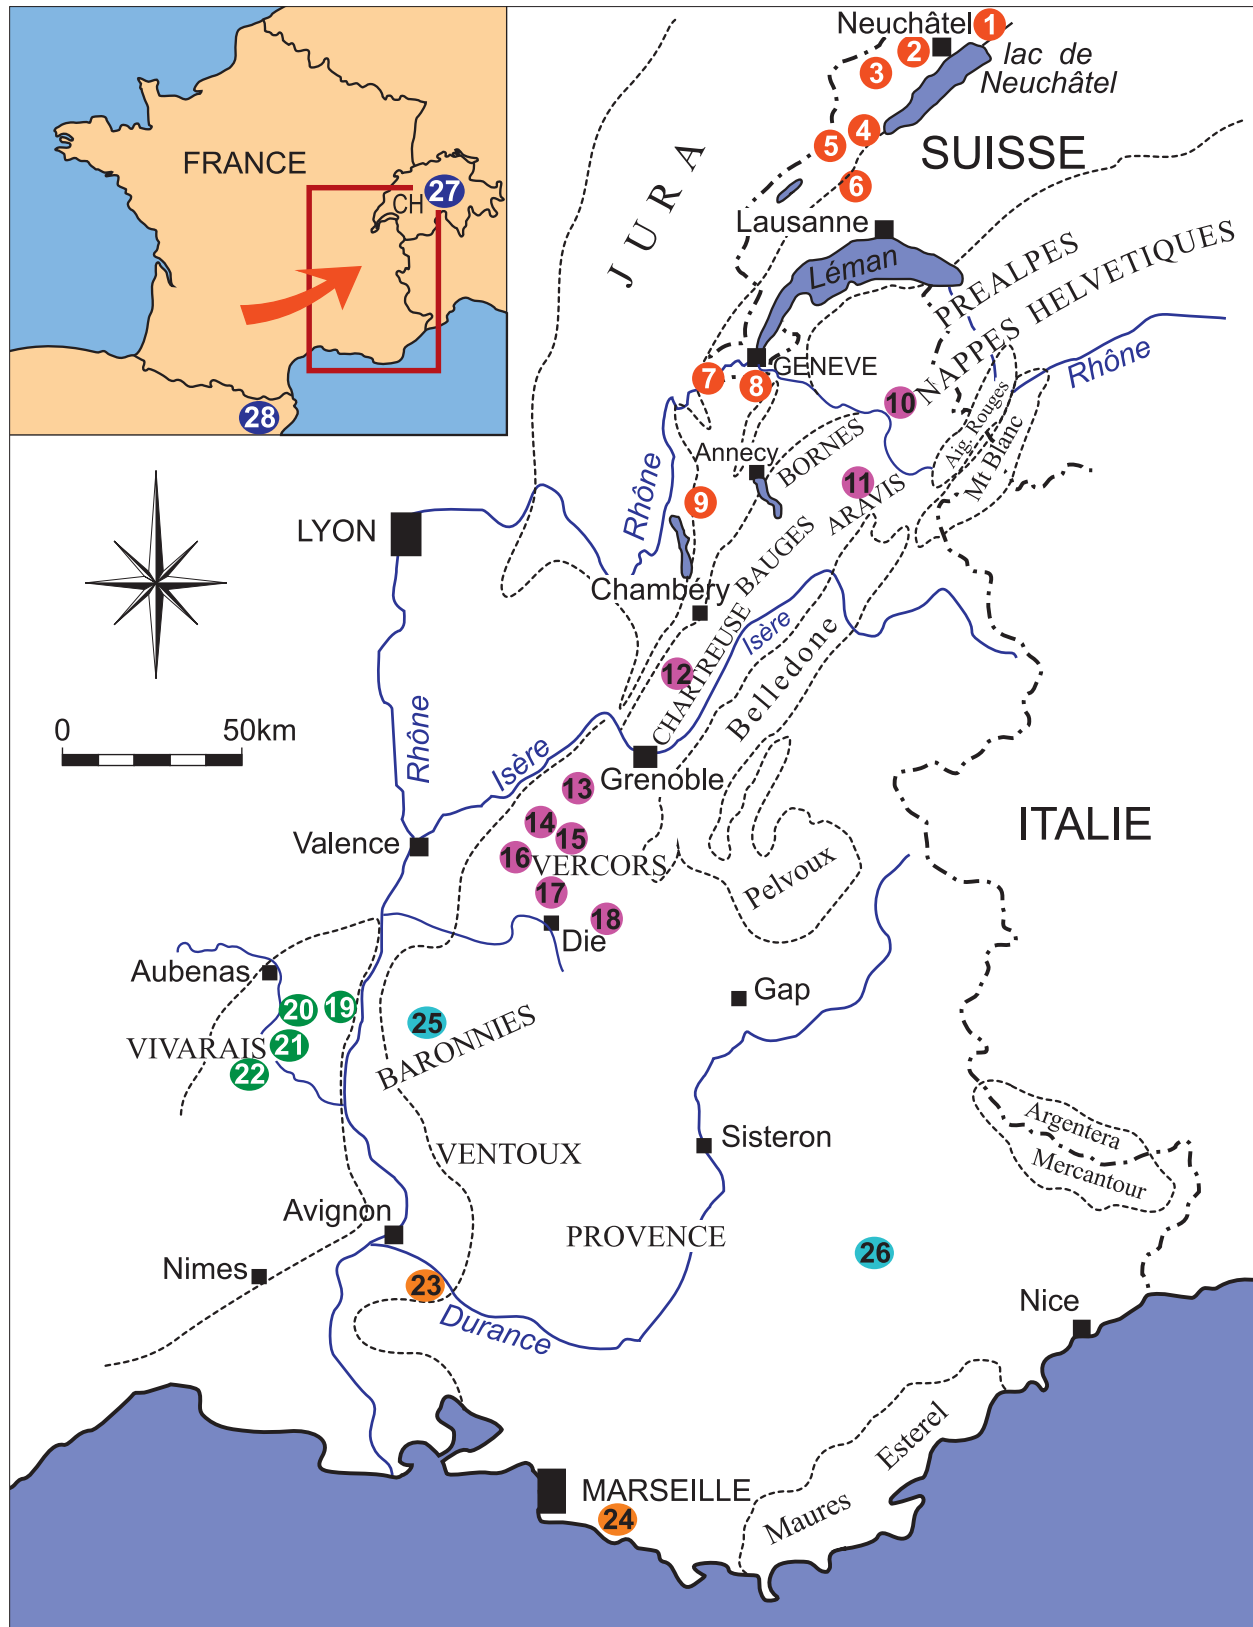 FRANCE
CH
27
28
Neuchâtel
1
2
3
lac de
Neuchâtel
4
5
6
SUISSE
JURA
Lausanne
Léman
PREALPES
NAPPES HELVETIQUES
GENEVE
7
8
Rhône
10
Aig. Rouges
Mt Blanc
Annecy
BORNES
11
ARAVIS
9
Rhône
LYON
BAUGES
Chambery
CHARTREUSE
Isère
12
Belledone
0
50km
Rhône
Isère
Grenoble
13
14
15
16
VERCORS
17
18
Valence
Pelvoux
ITALIE
Die
Aubenas
Gap
20
19
25
BARONNIES
VIVARAIS
21
22
Argentera
Mercantour
Sisteron
VENTOUX
Avignon
PROVENCE
26
Nimes
23
Durance
Nice
Esterel
Maures
MARSEILLE
24